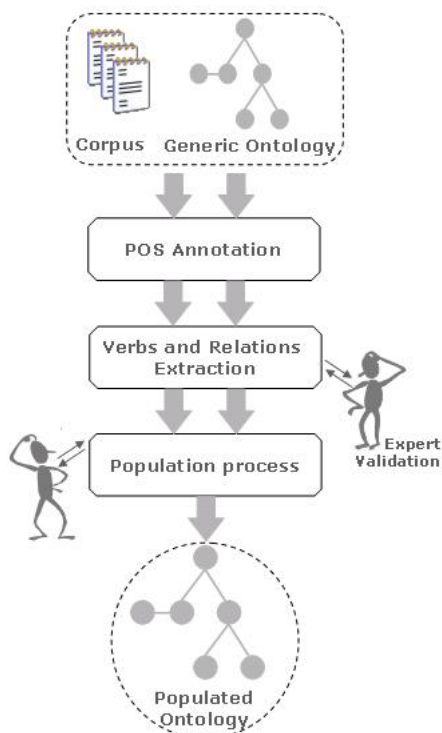 Corpus Generic Ontology
POS Annotation
Verbs and Relations
Extraction
Expert
Validation
Population process
Populated
Ontology